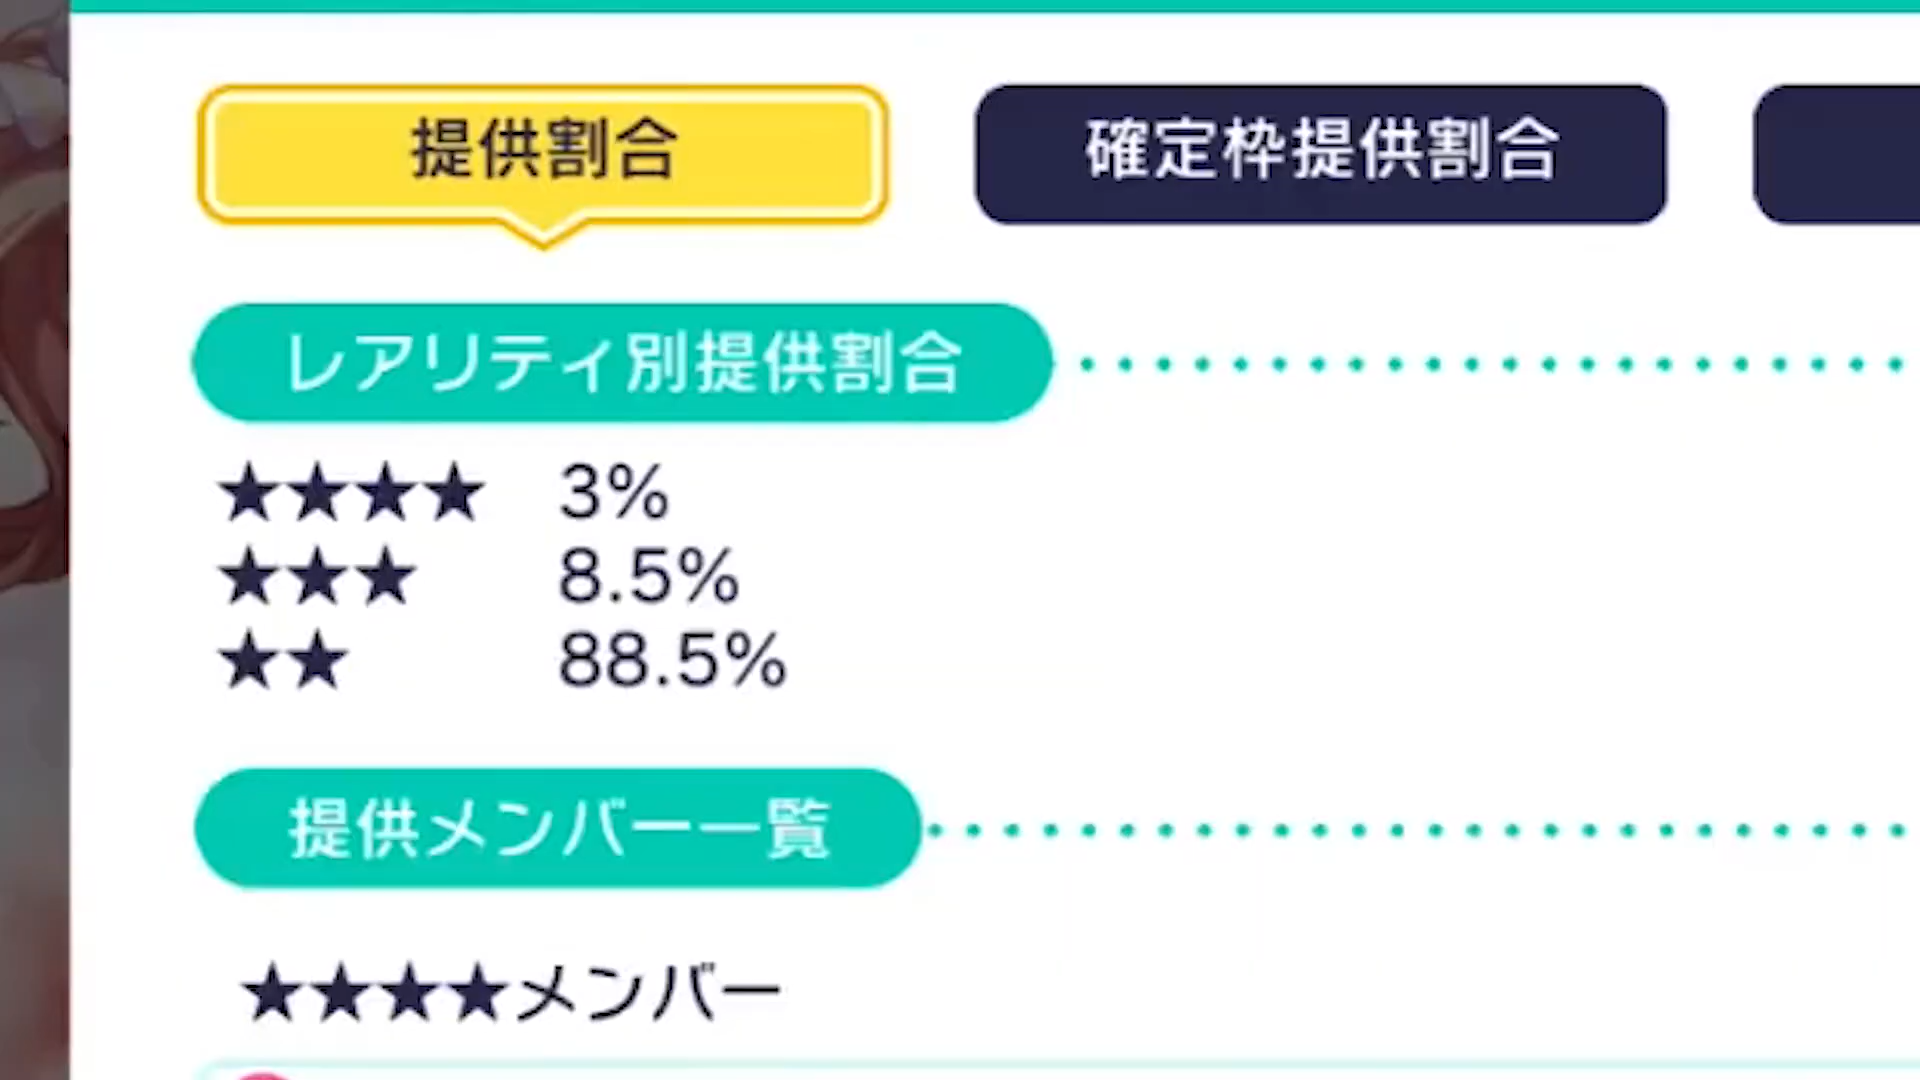 提供割合
確定枠提供割合
レアリティ別提供割合
★★★★ 3%
★★★ 8.5%
★★ 88.5%
提供メンバー一覧
★★★★メンバー